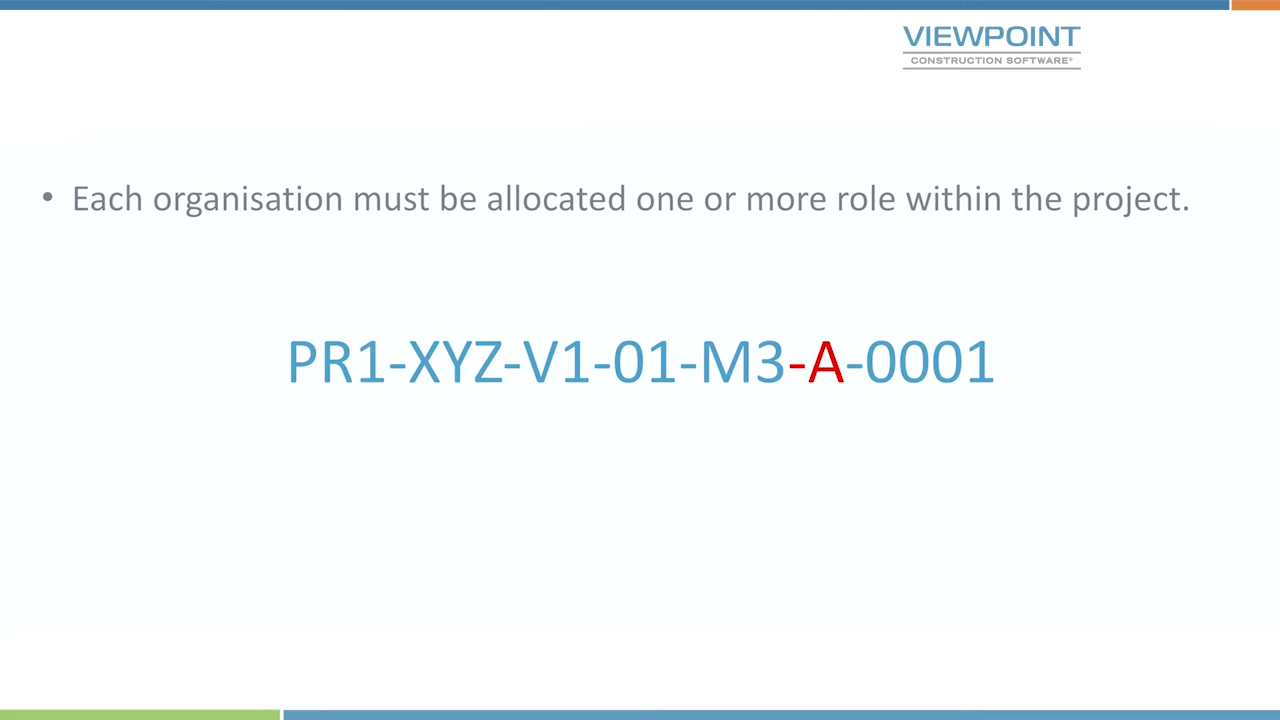 VIEWPOINT
CONSTRUCTION SOFTWARE®
• Each organisation must be allocated one or more role within the project.
PR1-XYZ-V1-01-M3-A-0001